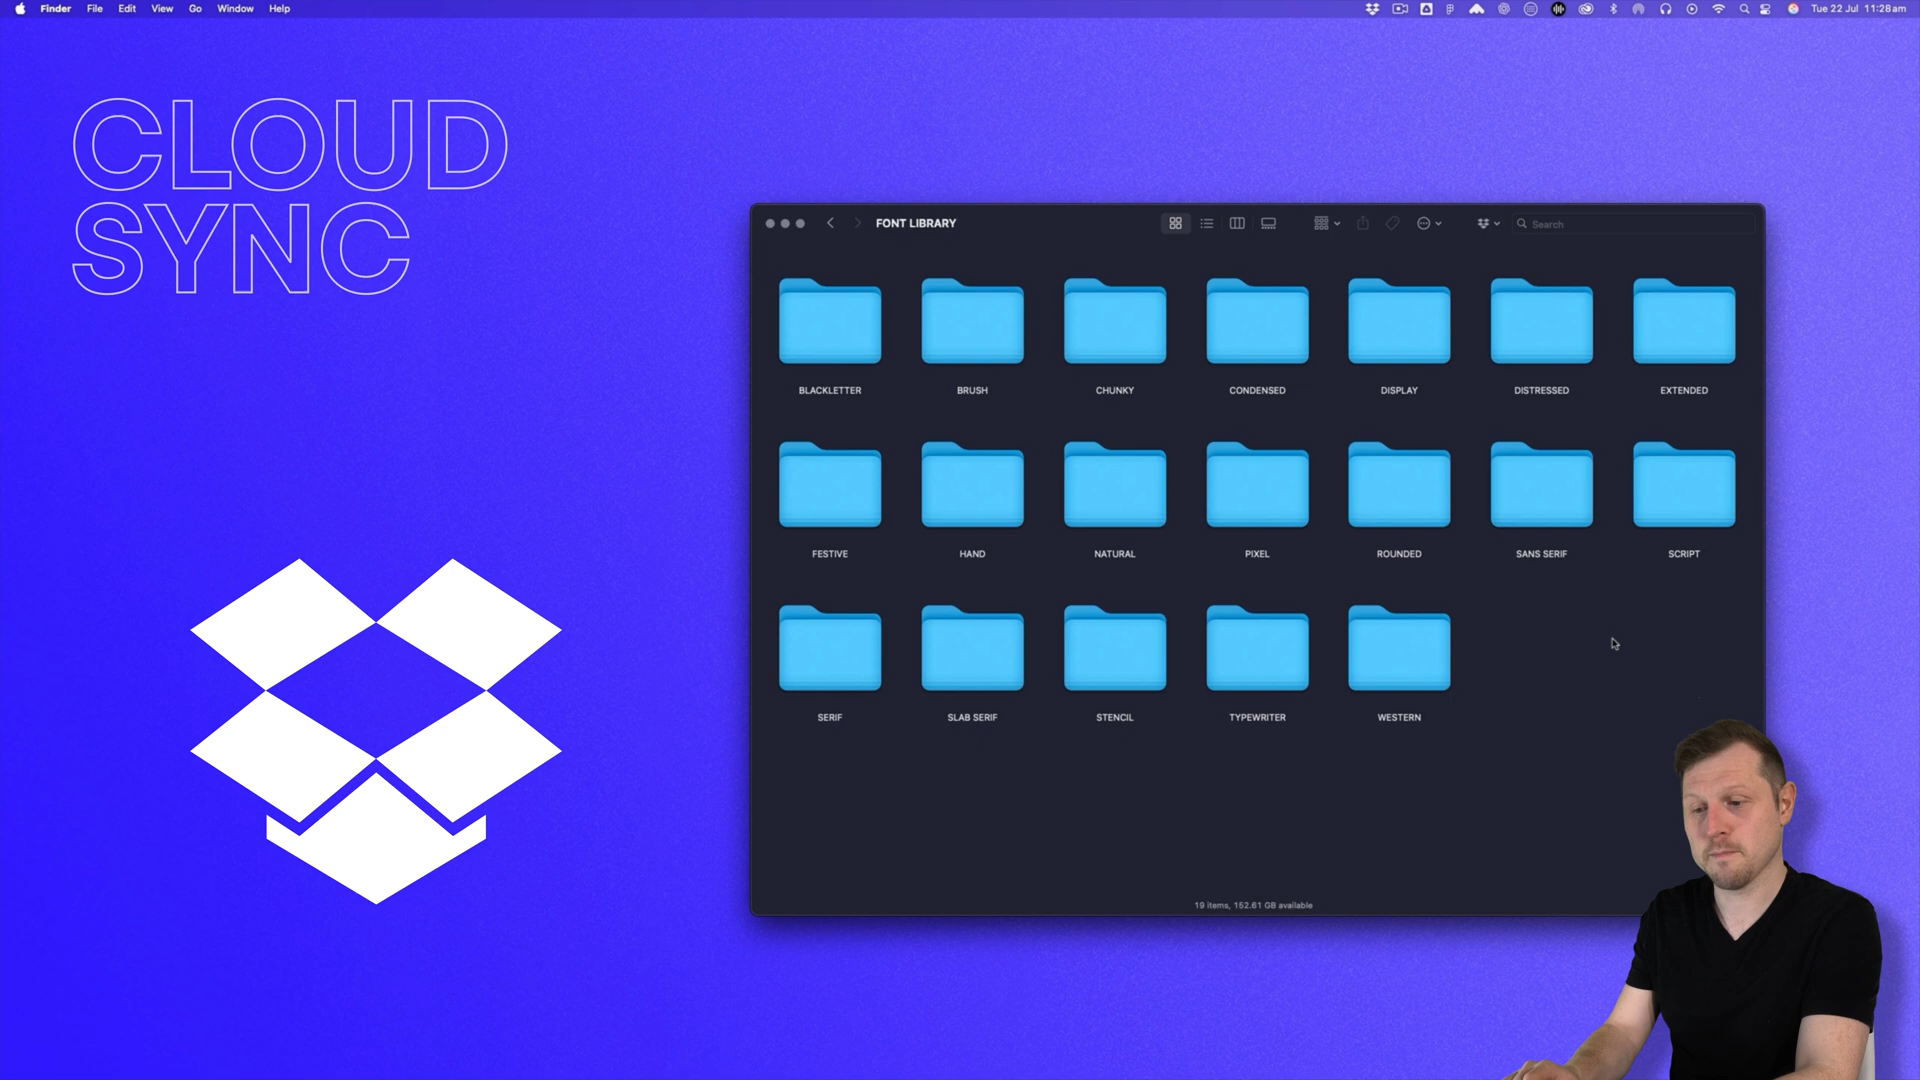 Finder File Edit View Go Window Help
Tue 22 Jul 11:28 am
CLOUD
SYNC
FONT LIBRARY
Search
BLACKLETTER BRUSH CHUNKY CONDENSED DISPLAY DISTRESSED EXTENDED
FESTIVE HAND NATURAL PIXEL ROUNDED SANS SERIF SCRIPT
SERIF SLAB SERIF STENCIL TYPEWRITER WESTERN
19 items, 152.61 GB available